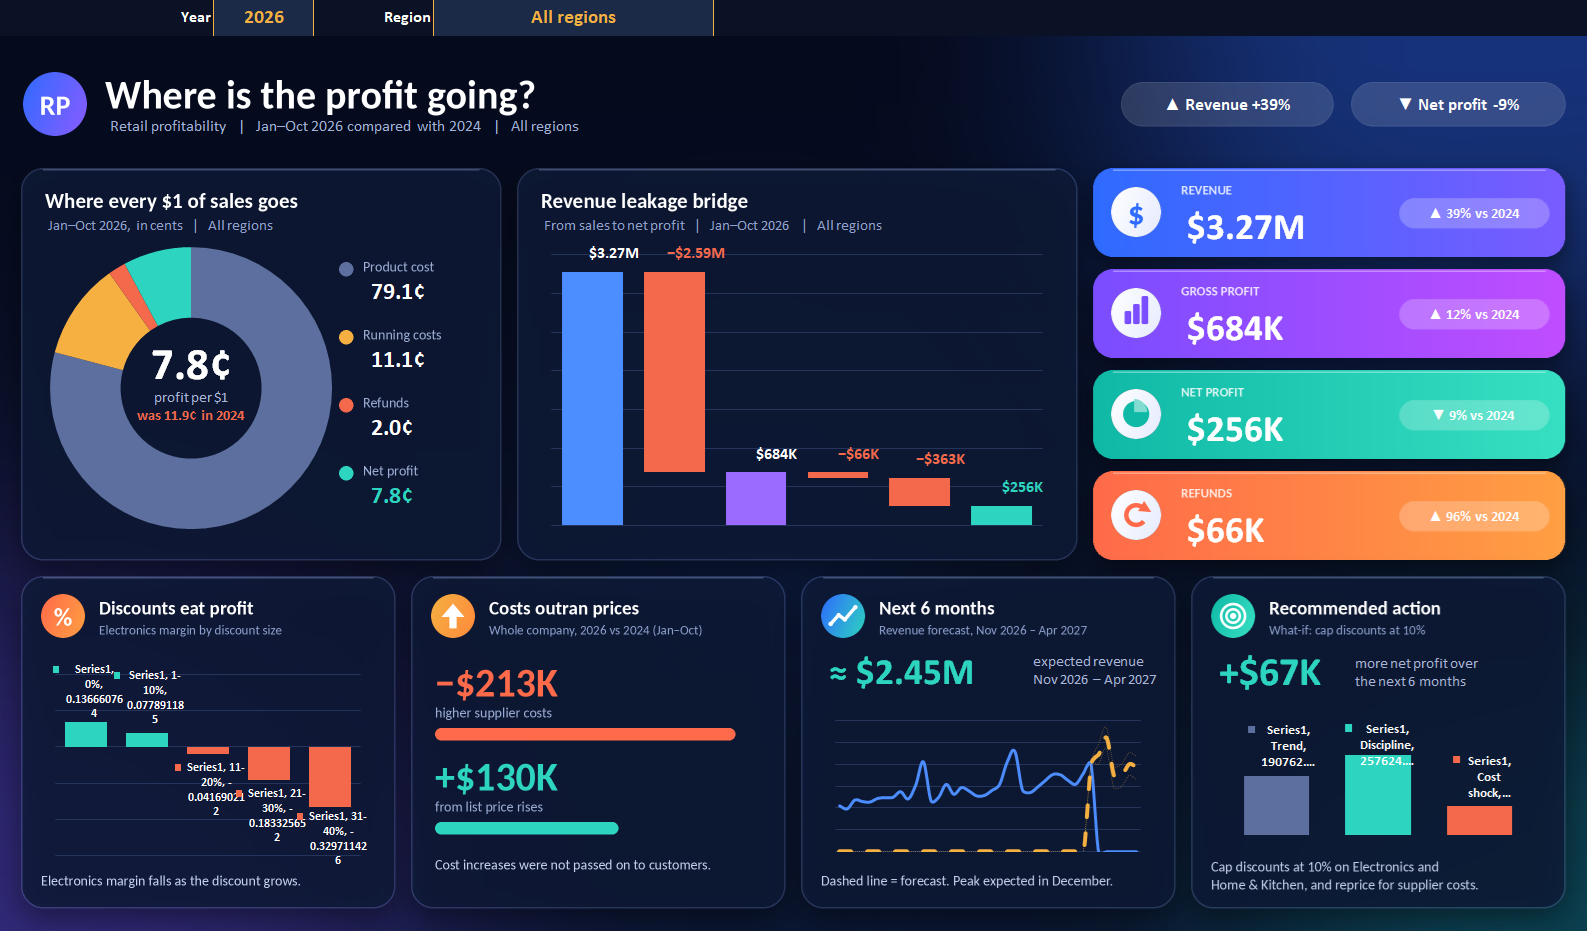 Year 2026 Region All regions
RP
Where is the profit going?
Retail profitability | Jan–Oct 2026 compared with 2024 | All regions
▲ Revenue +39%
▼ Net profit -9%
Where every $1 of sales goes
Jan–Oct 2026, in cents | All regions
Product cost
79.1¢
Running costs
11.1¢
Refunds
2.0¢
Net profit
7.8¢
7.8¢
profit per $1
was 11.9¢ in 2024
Revenue leakage bridge
From sales to net profit | Jan–Oct 2026 | All regions
$3.27M
−$2.59M
$684K
−$66K
−$363K
$256K
$
REVENUE
$3.27M
▲ 39% vs 2024
GROSS PROFIT
$684K
▲ 12% vs 2024
NET PROFIT
$256K
▼ 9% vs 2024
REFUNDS
$66K
▲ 96% vs 2024
%
Discounts eat profit
Electronics margin by discount size
Series1,
0%,
0.13666076
4
Series1, 1-
10%,
0.07789118
5
Series1, 11-
20%, -
0.04169021
2
Series1, 21-
30%, -
0.18332565
2
Series1, 31-
40%, -
0.32971142
6
Electronics margin falls as the discount grows.
Costs outran prices
Whole company, 2026 vs 2024 (Jan–Oct)
−$213K
higher supplier costs
+$130K
from list price rises
Cost increases were not passed on to customers.
Next 6 months
Revenue forecast, Nov 2026 – Apr 2027
≈ $2.45M
expected revenue
Nov 2026 – Apr 2027
Dashed line = forecast. Peak expected in December.
Recommended action
What-if: cap discounts at 10%
+$67K
more net profit over
the next 6 months
Series1,
Trend,
190762....
Series1,
Discipline,
257624....
Series1,
Cost
shock,...
Cap discounts at 10% on Electronics and
Home & Kitchen, and reprice for supplier costs.